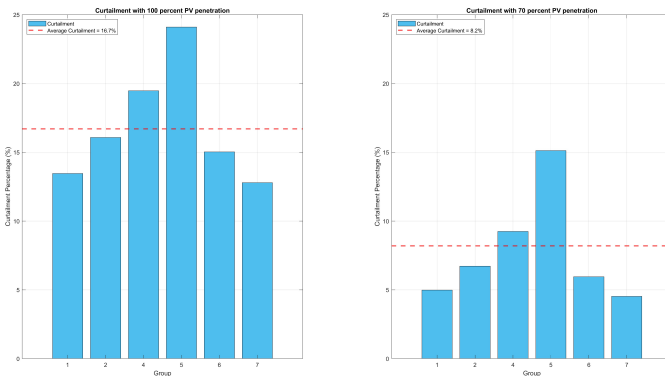 Curtailment with 100 percent PV penetration
Curtailment
Average Curtailment = 16.7%
25
20
15
10
5
0
Curtailment Percentage (%)
1 2 4 5 6 7
Group
Curtailment with 70 percent PV penetration
Curtailment
Average Curtailment = 8.2%
25
20
15
10
5
0
Curtailment Percentage (%)
1 2 4 5 6 7
Group